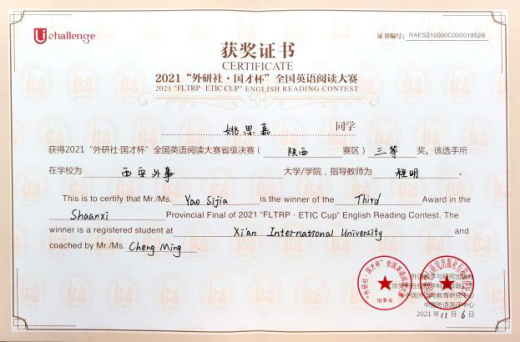 Uchallenge
证书编号: RAES210000C00001852B
获奖证书
CERTIFICATE
2021 “外研社·国才杯” 全国英语阅读大赛
2021 “FLTRP·ETIC CUP” ENGLISH READING CONTEST
姚思嘉 同学
获得2021 “外研社·国才杯” 全国英语阅读大赛省级决赛( 陕西 赛区) 三等 奖。该选手所
在学校为 西安外事 大学/学院, 指导教师为 程明
This is to certify that Mr./Ms. Yao Sijia is the winner of the Third Award in the
Shaanxi Provincial Final of 2021 “FLTRP·ETIC Cup” English Reading Contest. The
winner is a registered student at Xi'an International University and
coached by Mr./Ms. Cheng Ming
2021年11月6日